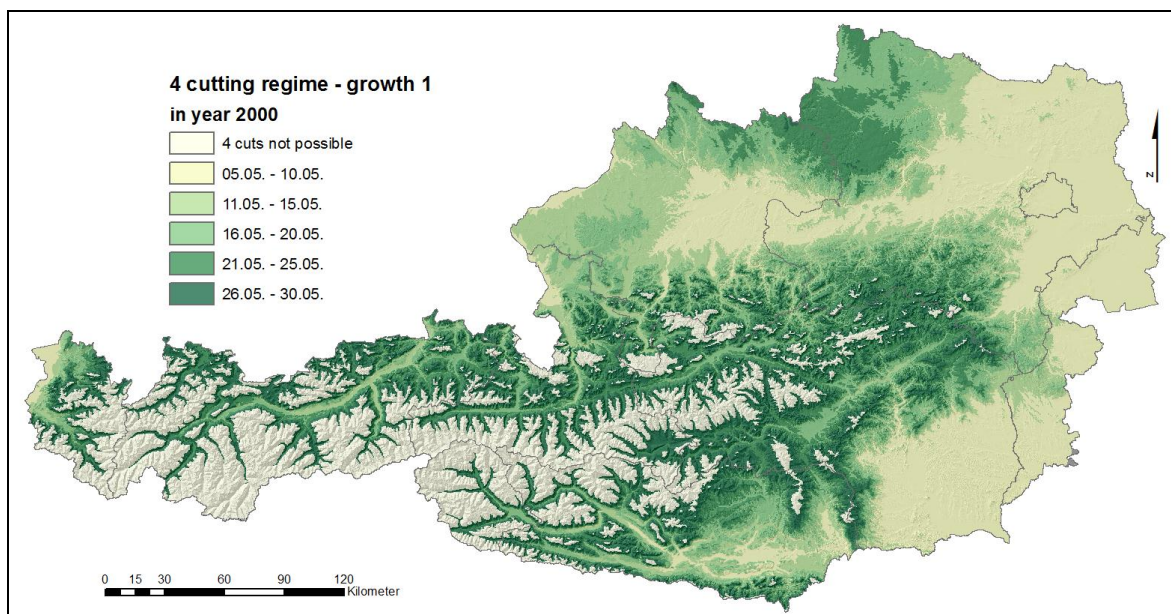 4 cutting regime - growth 1
in year 2000
4 cuts not possible
05.05. - 10.05.
11.05. - 15.05.
16.05. - 20.05.
21.05. - 25.05.
26.05. - 30.05.
N
0 15 30 60 90 120
Kilometer